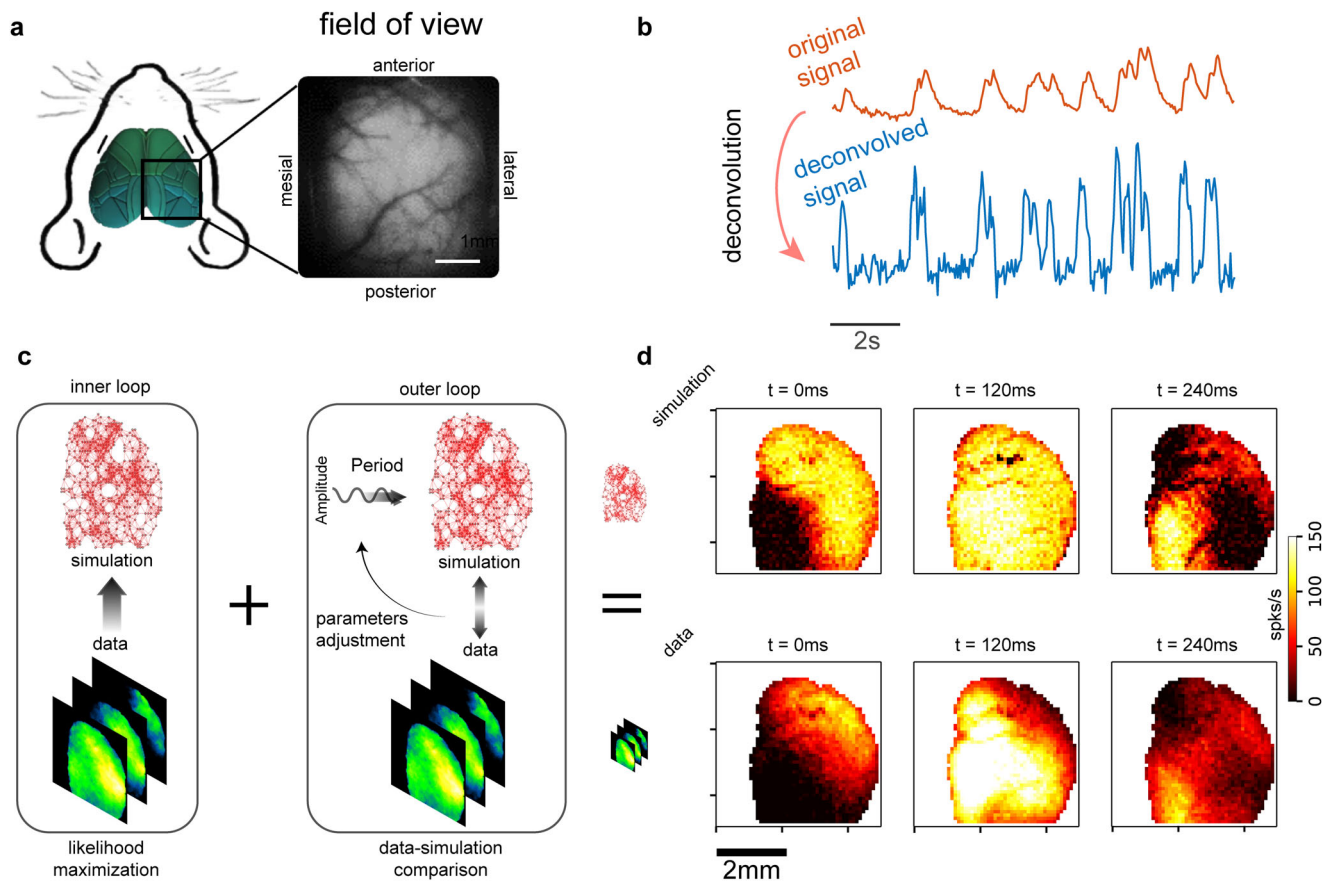 a
field of view
anterior
mesial
lateral
1mm
posterior
b
original
signal
deconvolution
deconvolved
signal
2s
c
inner loop
simulation
data
likelihood
maximization
+
outer loop
Amplitude
Period
simulation
parameters
adjustment
data
data-simulation
comparison
=
d
simulation
t = 0ms
t = 120ms
t = 240ms
data
t = 0ms
t = 120ms
t = 240ms
150
100
50
0
spks/s
2mm